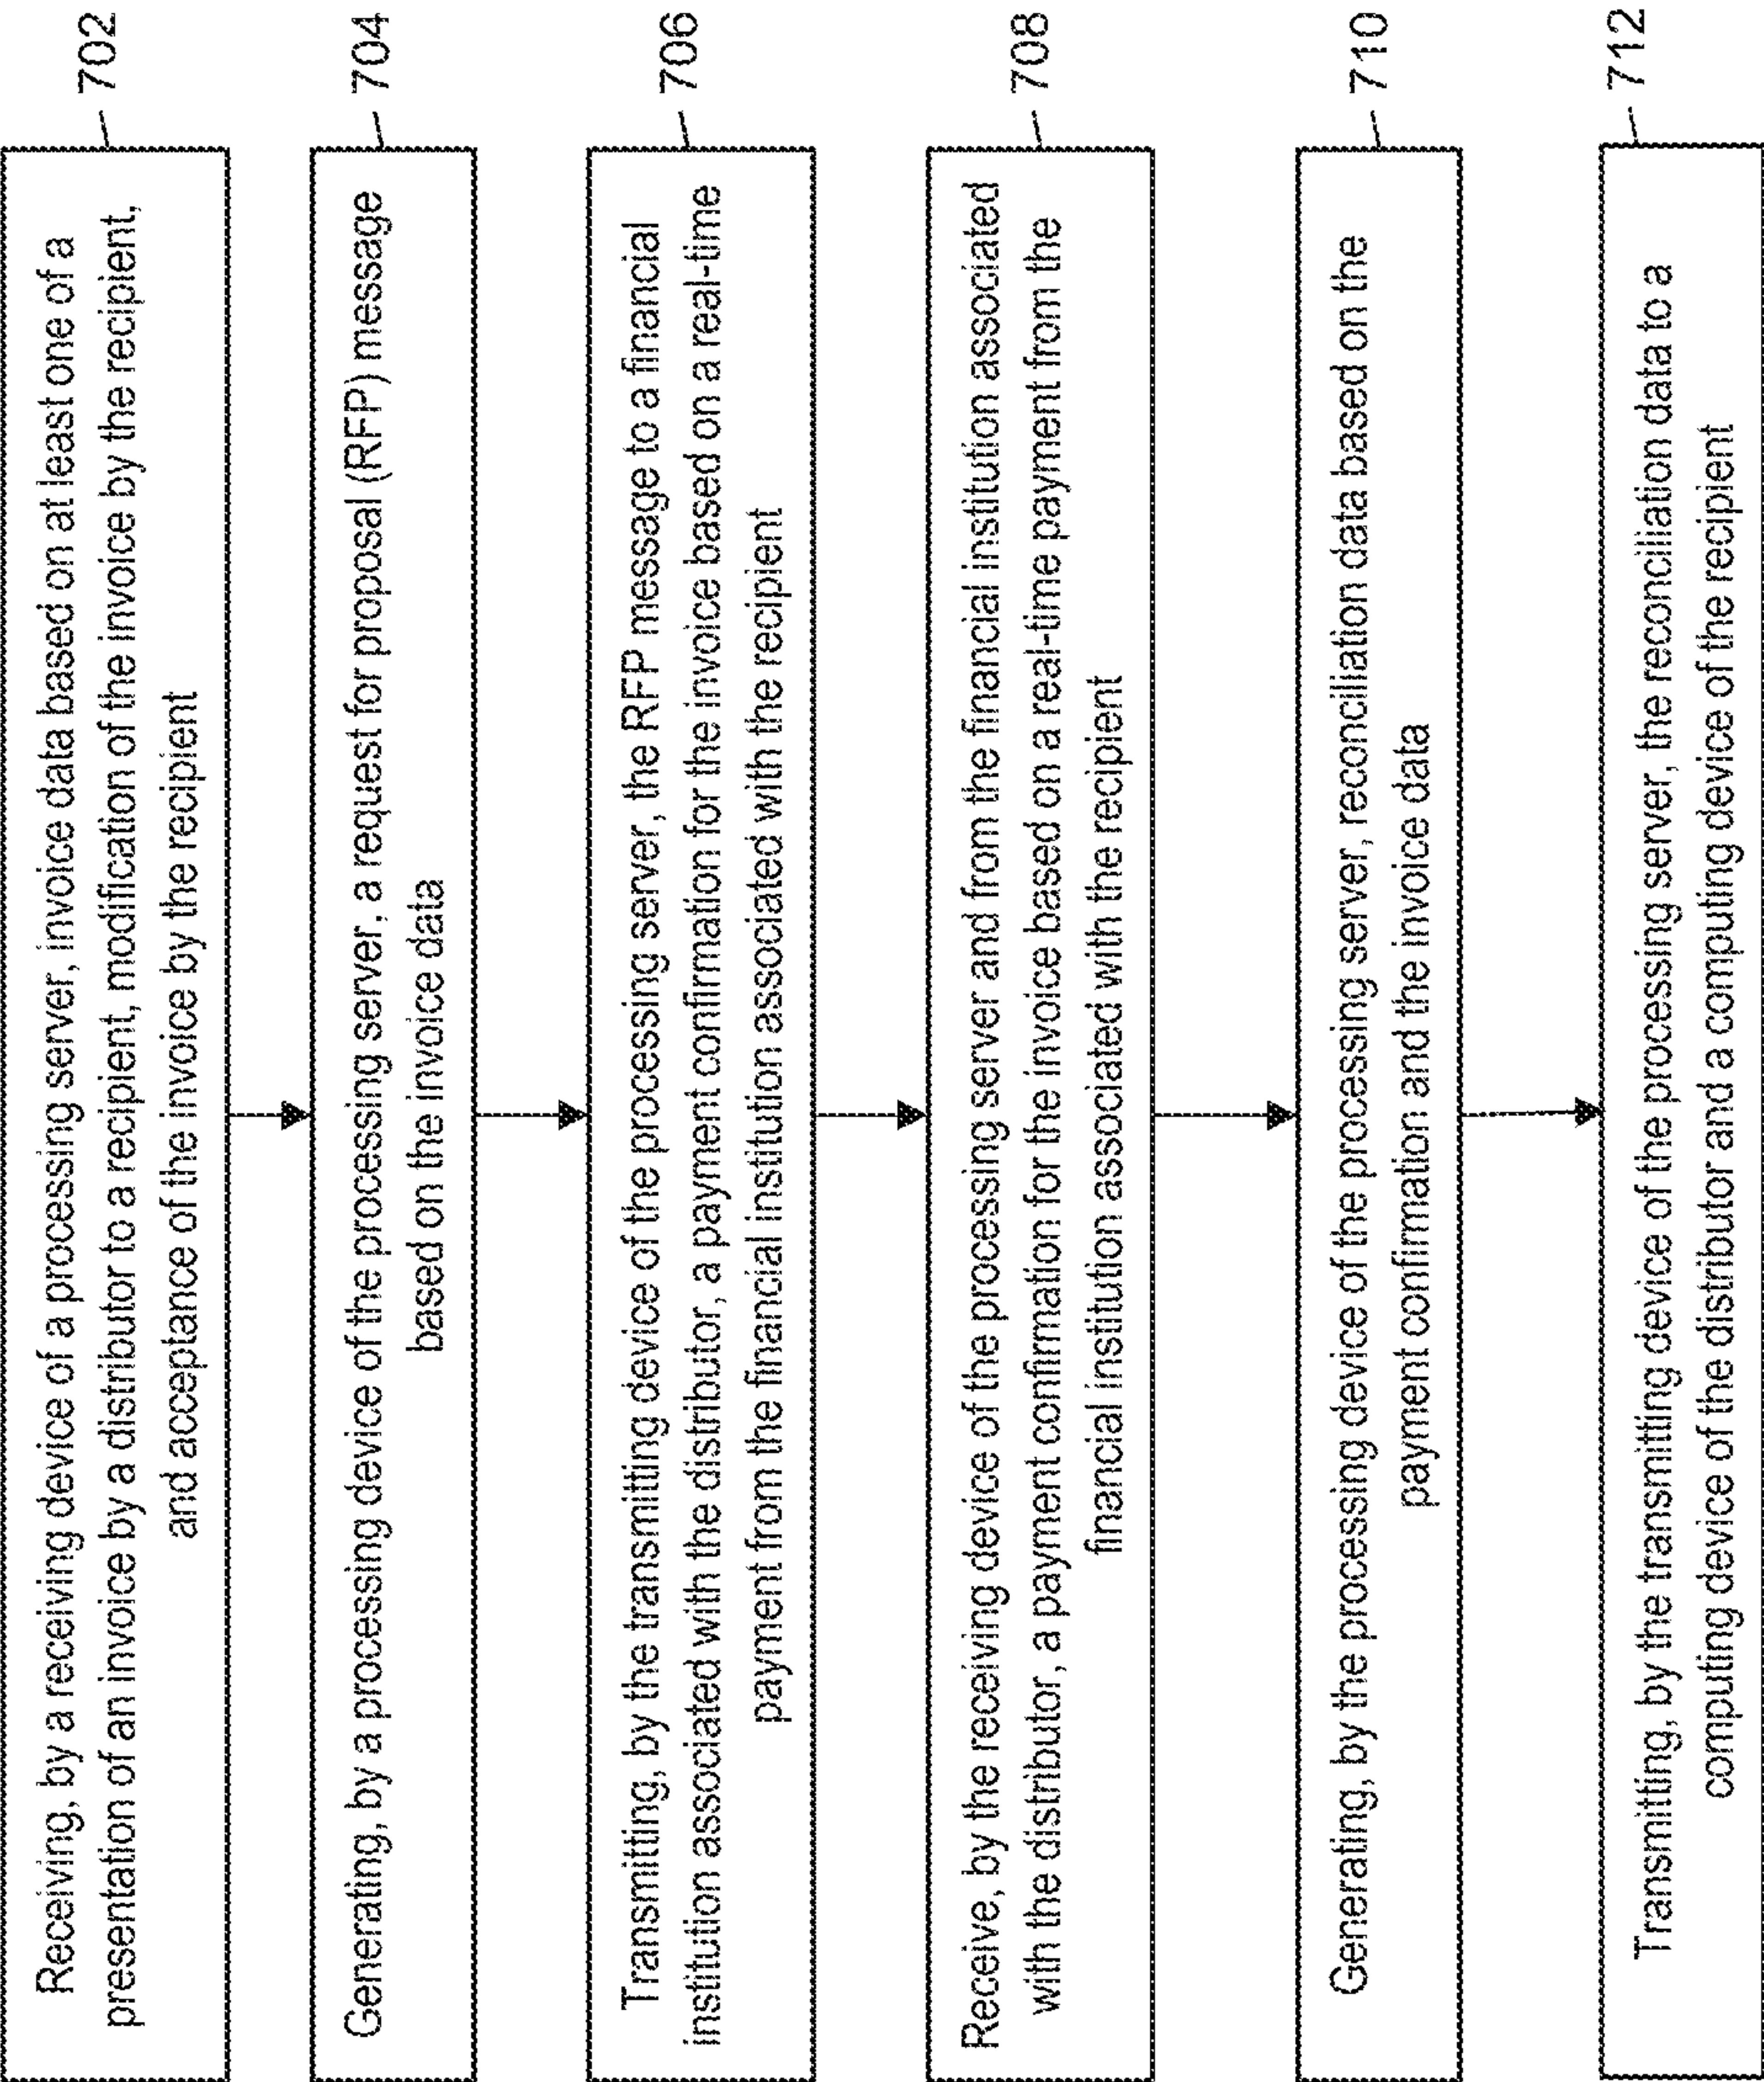 Receiving, by a receiving device of a processing server, invoice data based on at least one of a
presentation of an invoice by a distributor to a recipient, modification of the invoice by the recipient,
and acceptance of the invoice by the recipient
702
Generating, by a processing device of the processing server, a request for proposal (RFP) message
based on the invoice data
704
Transmitting, by the transmitting device of the processing server, the RFP message to a financial
institution associated with the distributor, a payment confirmation for the invoice based on a real-time
payment from the financial institution associated with the recipient
706
Receive, by the receiving device of the processing server and from the financial institution associated
with the distributor, a payment confirmation for the invoice based on a real-time payment from the
financial institution associated with the recipient
708
Generating, by the processing device of the processing server, reconciliation data based on the
payment confirmation and the invoice data
710
Transmitting, by the transmitting device of the processing server, the reconciliation data to a
computing device of the distributor and a computing device of the recipient
712